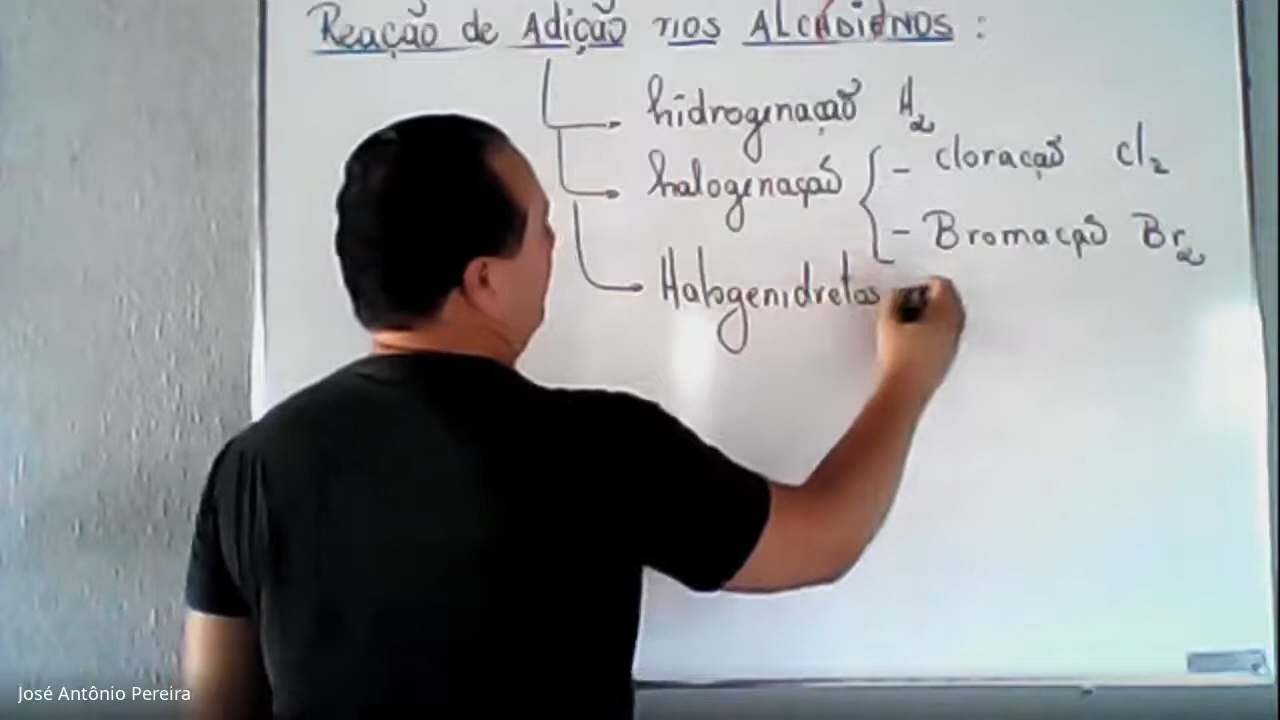 Reação de Adição nos ALCADIENOS :
hidrogenação H2
halogenação { - cloração Cl2
- Bromação Br2
Halogenidretos
José Antônio Pereira